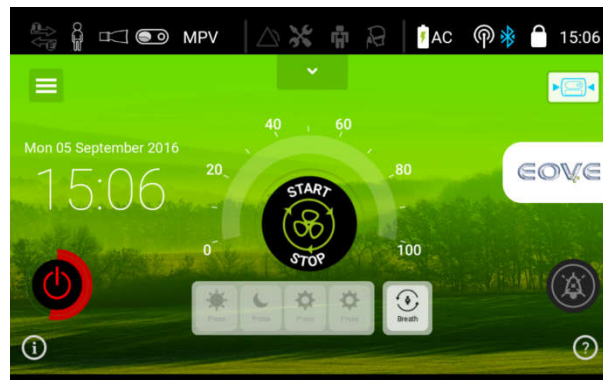 MPV AC 15:06
Mon 05 September 2016
15:06
0 20 40 60 80 100
START
STOP
EOVE
Breath